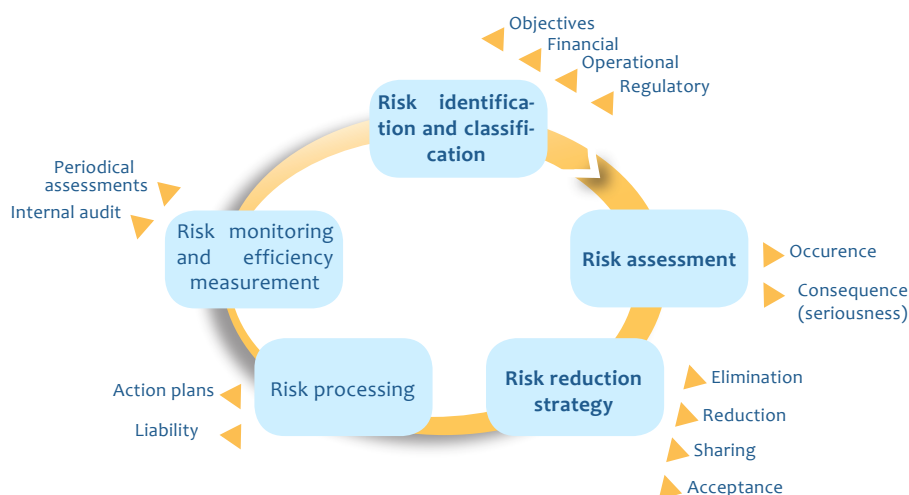 Objectives
Financial
Operational
Regulatory
Risk identifica-
tion and classifi-
cation
Periodical
assessments
Internal audit
Risk monitoring
and efficiency
measurement
Risk assessment
Occurence
Consequence
(seriousness)
Risk processing
Action plans
Liability
Risk reduction
strategy
Elimination
Reduction
Sharing
Acceptance